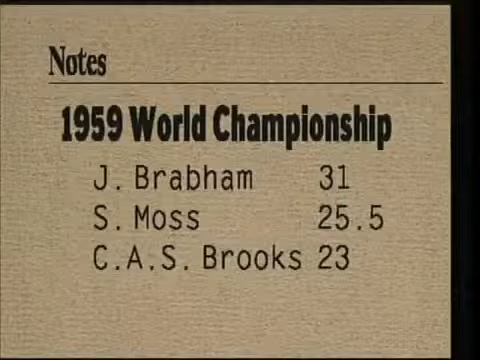 Notes
1959 World Championship
J. Brabham 31
S. Moss 25.5
C.A.S. Brooks 23